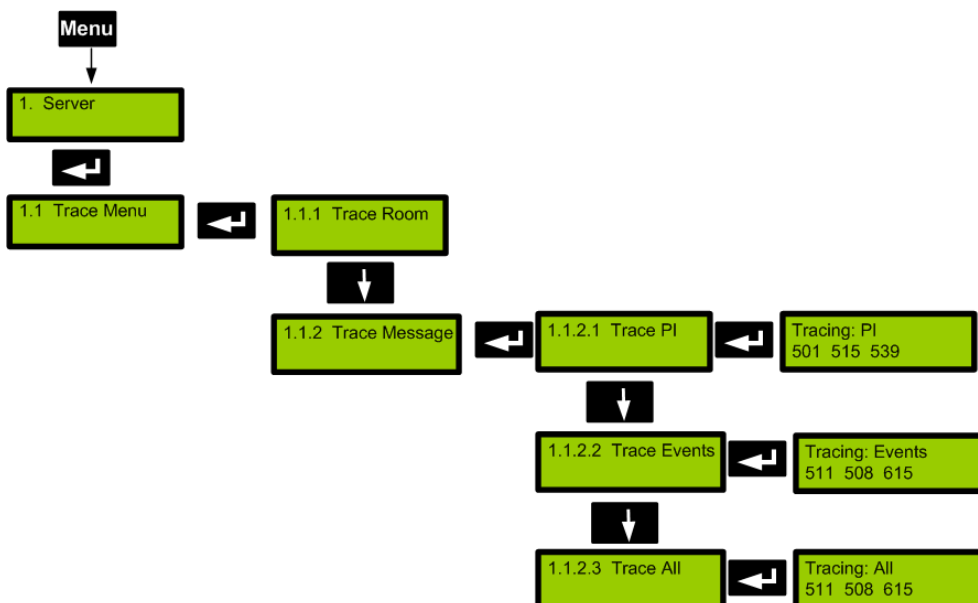 Menu
1. Server
1.1 Trace Menu
1.1.1 Trace Room
1.1.2 Trace Message
1.1.2.1 Trace PI
Tracing: PI
501 515 539
1.1.2.2 Trace Events
Tracing: Events
511 508 615
1.1.2.3 Trace All
Tracing: All
511 508 615